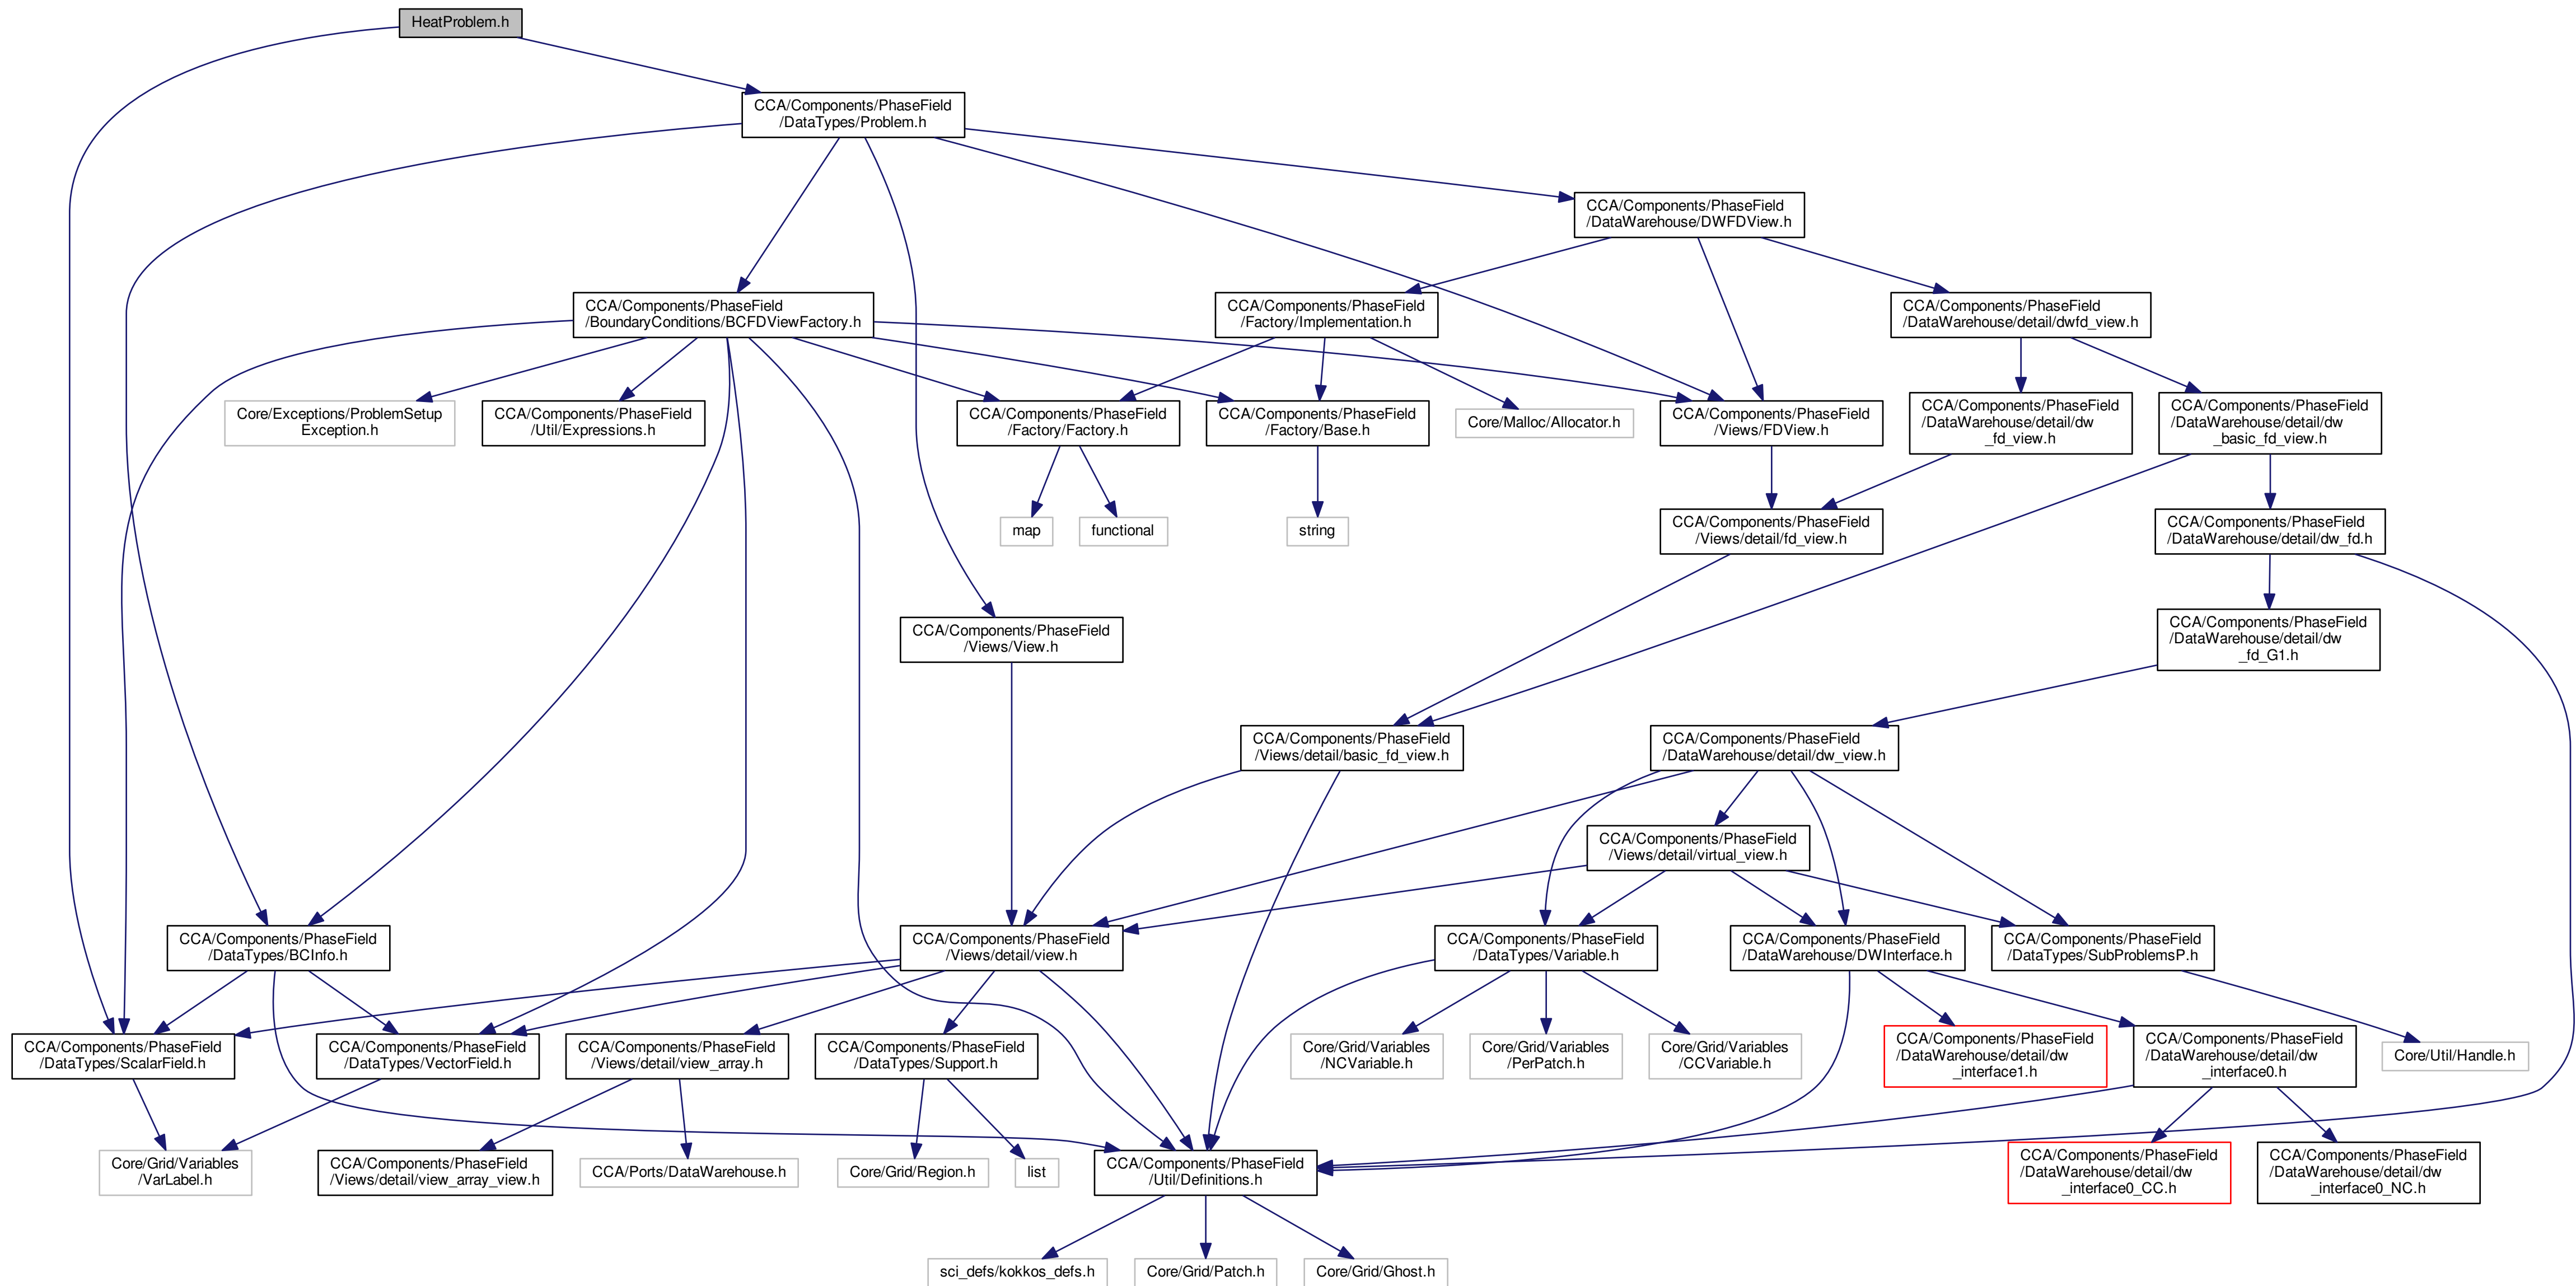 HeatProblem.h
CCA/Components/PhaseField
/DataTypes/Problem.h
CCA/Components/PhaseField
/DataWarehouse/DWFDView.h
CCA/Components/PhaseField
/BoundaryConditions/BCFDViewFactory.h
CCA/Components/PhaseField
/Factory/Implementation.h
CCA/Components/PhaseField
/DataWarehouse/detail/dwfd_view.h
Core/Exceptions/ProblemSetup
Exception.h
CCA/Components/PhaseField
/Util/Expressions.h
CCA/Components/PhaseField
/Factory/Factory.h
CCA/Components/PhaseField
/Factory/Base.h
Core/Malloc/Allocator.h
CCA/Components/PhaseField
/Views/FDView.h
CCA/Components/PhaseField
/DataWarehouse/detail/dw
_fd_view.h
CCA/Components/PhaseField
/DataWarehouse/detail/dw
_basic_fd_view.h
map
functional
string
CCA/Components/PhaseField
/Views/detail/fd_view.h
CCA/Components/PhaseField
/DataWarehouse/detail/dw_fd.h
CCA/Components/PhaseField
/Views/View.h
CCA/Components/PhaseField
/DataWarehouse/detail/dw
_fd_G1.h
CCA/Components/PhaseField
/Views/detail/basic_fd_view.h
CCA/Components/PhaseField
/DataWarehouse/detail/dw_view.h
CCA/Components/PhaseField
/Views/detail/virtual_view.h
CCA/Components/PhaseField
/DataTypes/BCInfo.h
CCA/Components/PhaseField
/Views/detail/view.h
CCA/Components/PhaseField
/DataTypes/Variable.h
CCA/Components/PhaseField
/DataWarehouse/DWInterface.h
CCA/Components/PhaseField
/DataTypes/SubProblemsP.h
CCA/Components/PhaseField
/DataTypes/ScalarField.h
CCA/Components/PhaseField
/DataTypes/VectorField.h
CCA/Components/PhaseField
/Views/detail/view_array.h
CCA/Components/PhaseField
/DataTypes/Support.h
Core/Grid/Variables
/NCVariable.h
Core/Grid/Variables
/PerPatch.h
Core/Grid/Variables
/CCVariable.h
CCA/Components/PhaseField
/DataWarehouse/detail/dw
_interface1.h
CCA/Components/PhaseField
/DataWarehouse/detail/dw
_interface0.h
Core/Util/Handle.h
Core/Grid/Variables
/VarLabel.h
CCA/Components/PhaseField
/Views/detail/view_array_view.h
CCA/Ports/DataWarehouse.h
Core/Grid/Region.h
list
CCA/Components/PhaseField
/Util/Definitions.h
CCA/Components/PhaseField
/DataWarehouse/detail/dw
_interface0_CC.h
CCA/Components/PhaseField
/DataWarehouse/detail/dw
_interface0_NC.h
sci_defs/kokkos_defs.h
Core/Grid/Patch.h
Core/Grid/Ghost.h